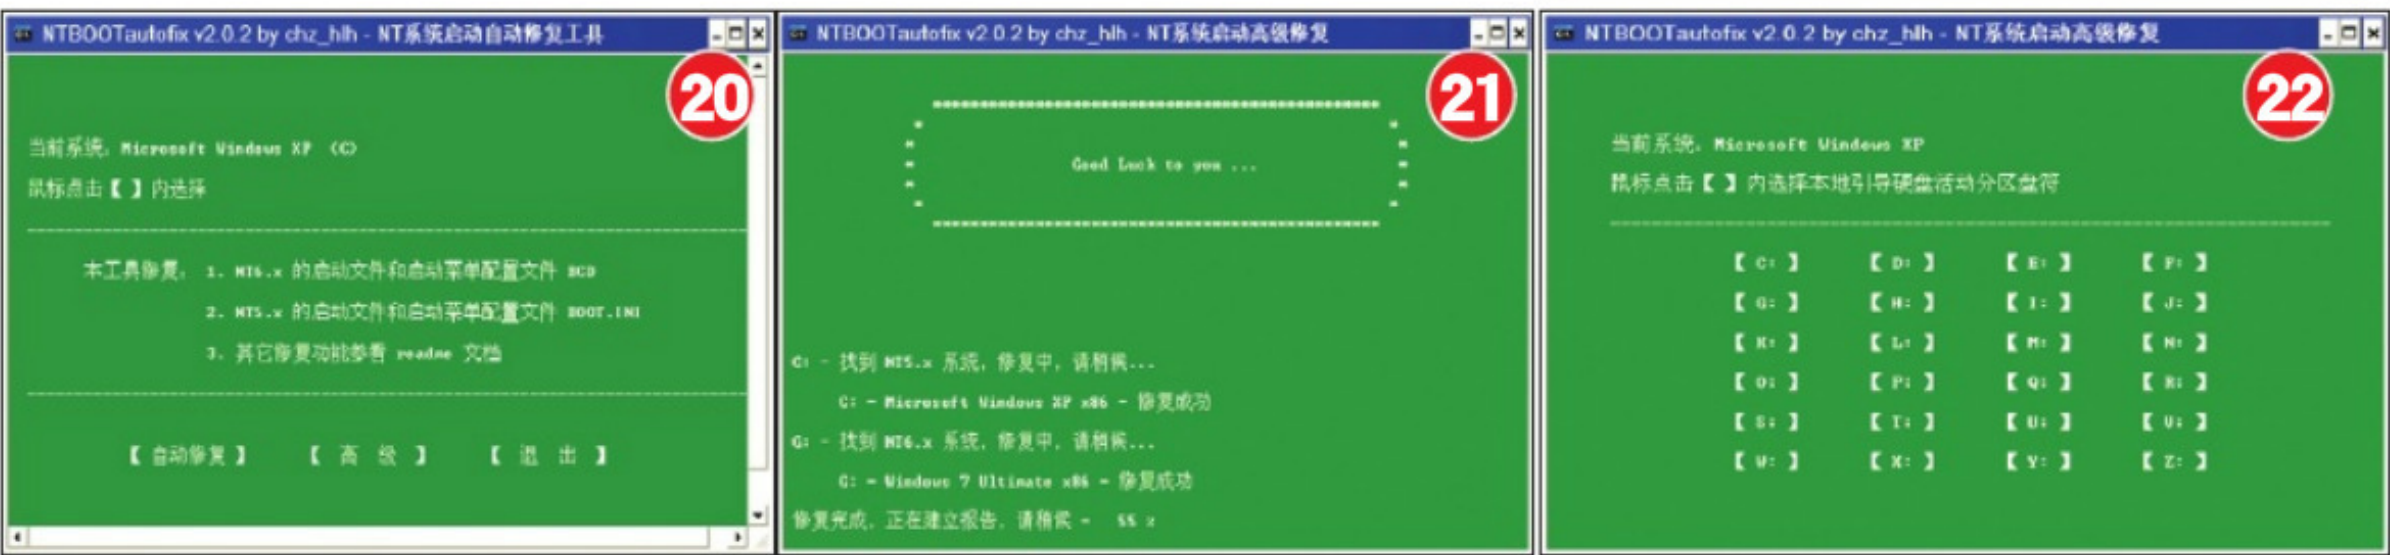 NTBOOTautofix v2.0.2 by chz_hlh - NT系统启动自动修复工具
20
当前系统: Microsoft Windows XP (C)
鼠标点击【 】内选择
本工具修复: 1. NT6.x 的启动文件和启动菜单配置文件 BCD
2. NT5.x 的启动文件和启动菜单配置文件 BOOT.INI
3. 其它修复功能参看 readme 文档
【 自动修复 】 【 高 级 】 【 退 出 】
NTBOOTautofix v2.0.2 by chz_hlh - NT系统启动高级修复
21
Good Luck to you ...
C: - 找到 NT5.x 系统, 修复中, 请稍候...
C: - Microsoft Windows XP x86 - 修复成功
G: - 找到 NT6.x 系统, 修复中, 请稍候...
G: - Windows 7 Ultimate x86 - 修复成功
修复完成, 正在建立报告, 请稍候 - 55 %
NTBOOTautofix v2.0.2 by chz_hlh - NT系统启动高级修复
22
当前系统: Microsoft Windows XP
鼠标点击【 】内选择本地引导硬盘活动分区盘符
【 C: 】 【 D: 】 【 E: 】 【 F: 】
【 G: 】 【 H: 】 【 I: 】 【 J: 】
【 K: 】 【 L: 】 【 M: 】 【 N: 】
【 O: 】 【 P: 】 【 Q: 】 【 R: 】
【 S: 】 【 T: 】 【 U: 】 【 V: 】
【 W: 】 【 X: 】 【 Y: 】 【 Z: 】